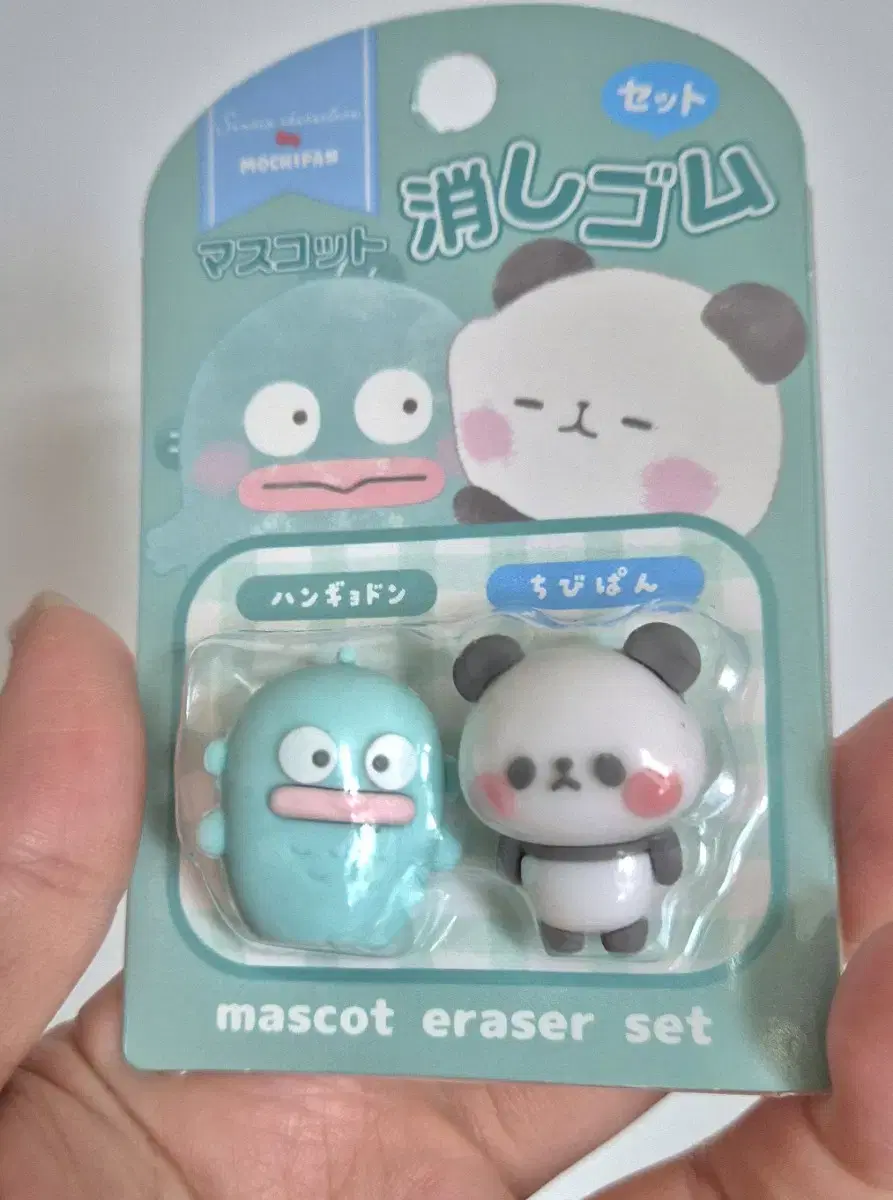 セット
MOCHIPAN
マスコット
消しゴム
ハンギョドン
ちびぱん
mascot eraser set